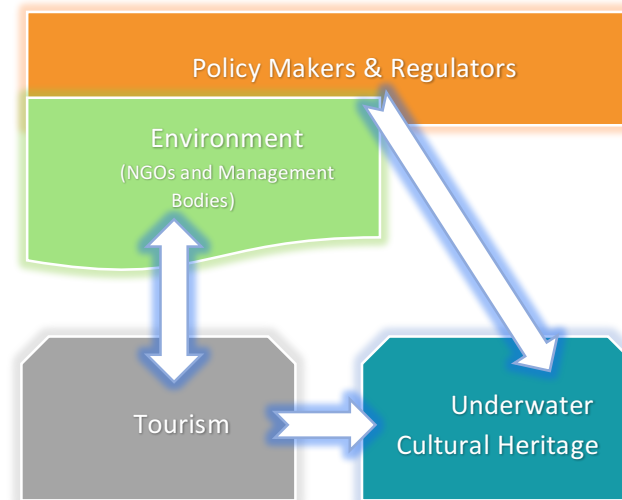 Policy Makers & Regulators
Environment
(NGOs and Management
Bodies)
Tourism
Underwater
Cultural Heritage